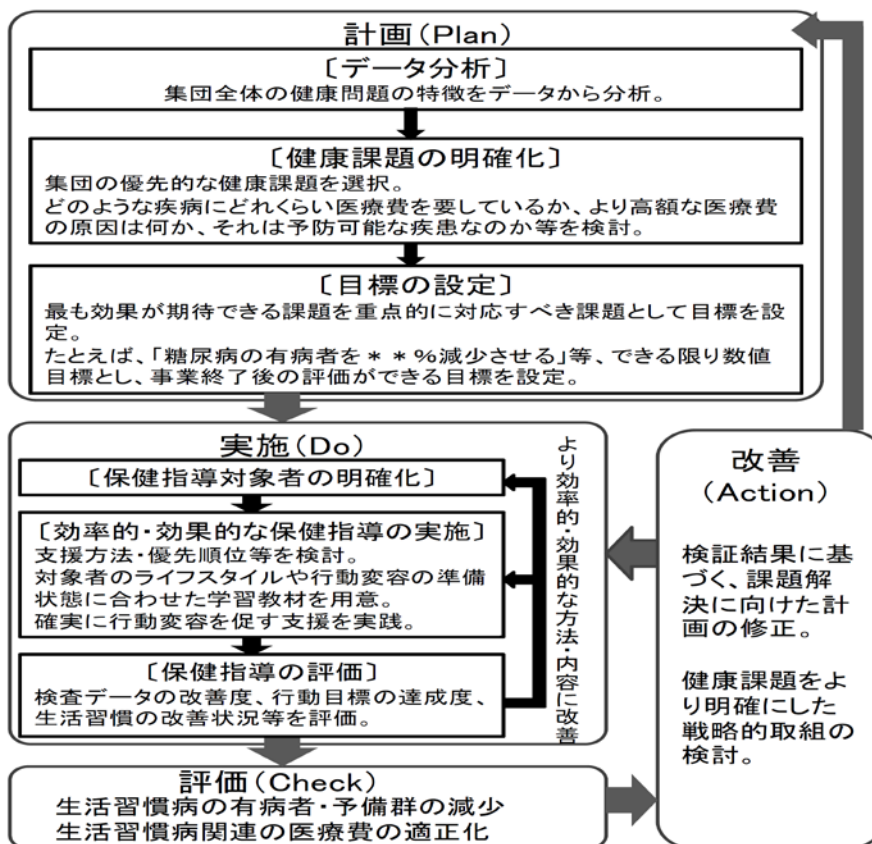 計画(Plan)
〔データ分析〕
集団全体の健康問題の特徴をデータから分析。
〔健康課題の明確化〕
集団の優先的な健康課題を選択。
どのような疾病にどれくらい医療費を要しているか、より高額な医療費
の原因は何か、それは予防可能な疾患なのか等を検討。
〔目標の設定〕
最も効果が期待できる課題を重点的に対応すべき課題として目標を設
定。
たとえば、「糖尿病の有病者を＊＊%減少させる」等、できる限り数値
目標とし、事業終了後の評価ができる目標を設定。
実施(Do)
〔保健指導対象者の明確化〕
〔効率的・効果的な保健指導の実施〕
支援方法・優先順位等を検討。
対象者のライフスタイルや行動変容の準備
状態に合わせた学習教材を用意。
確実に行動変容を促す支援を実践。
〔保健指導の評価〕
検査データの改善度、行動目標の達成度、
生活習慣の改善状況等を評価。
より効率的・効果的な方法・内容に改善
評価(Check)
生活習慣病の有病者・予備群の減少
生活習慣病関連の医療費の適正化
改善
(Action)
検証結果に基
づく、課題解
決に向けた計
画の修正。
健康課題をよ
り明確にした
戦略的取組の
検討。